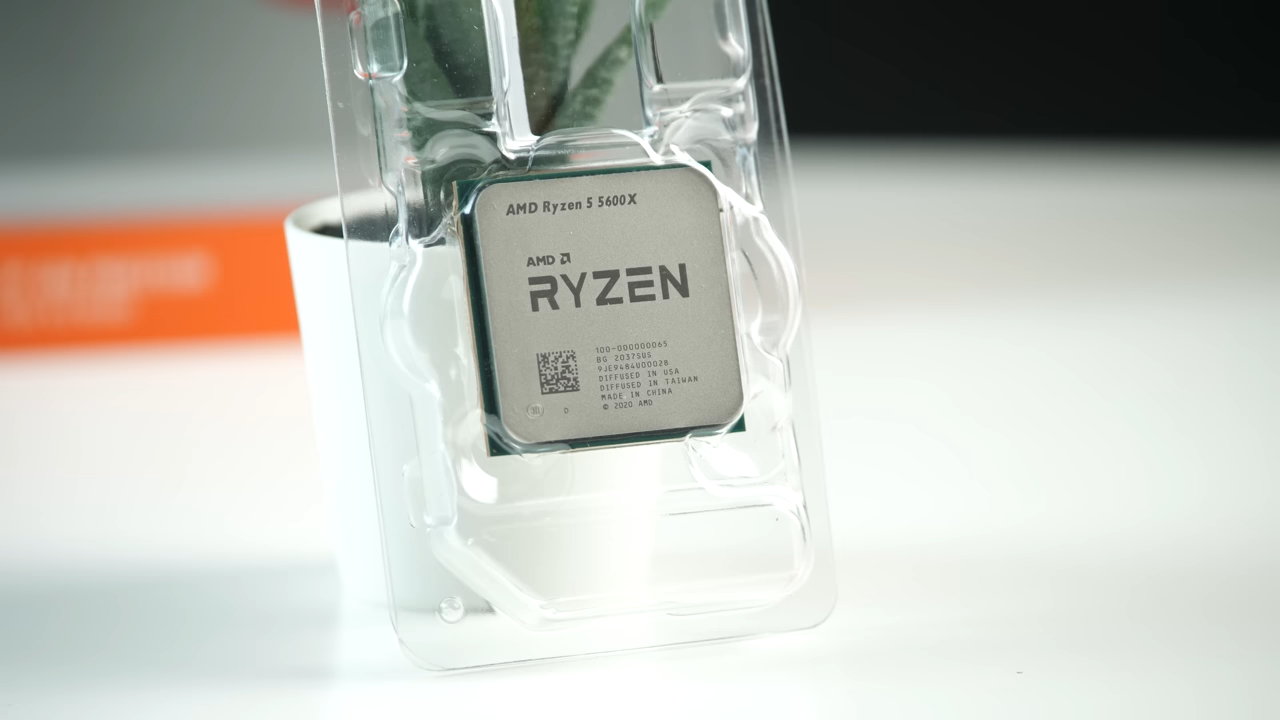 AMD Ryzen 5 5600X
AMD
RYZEN
100-000000065
BG 2037SUS
9JE9484U00028
DIFFUSED IN USA
DIFFUSED IN TAIWAN
MADE IN CHINA
© 2020 AMD
D